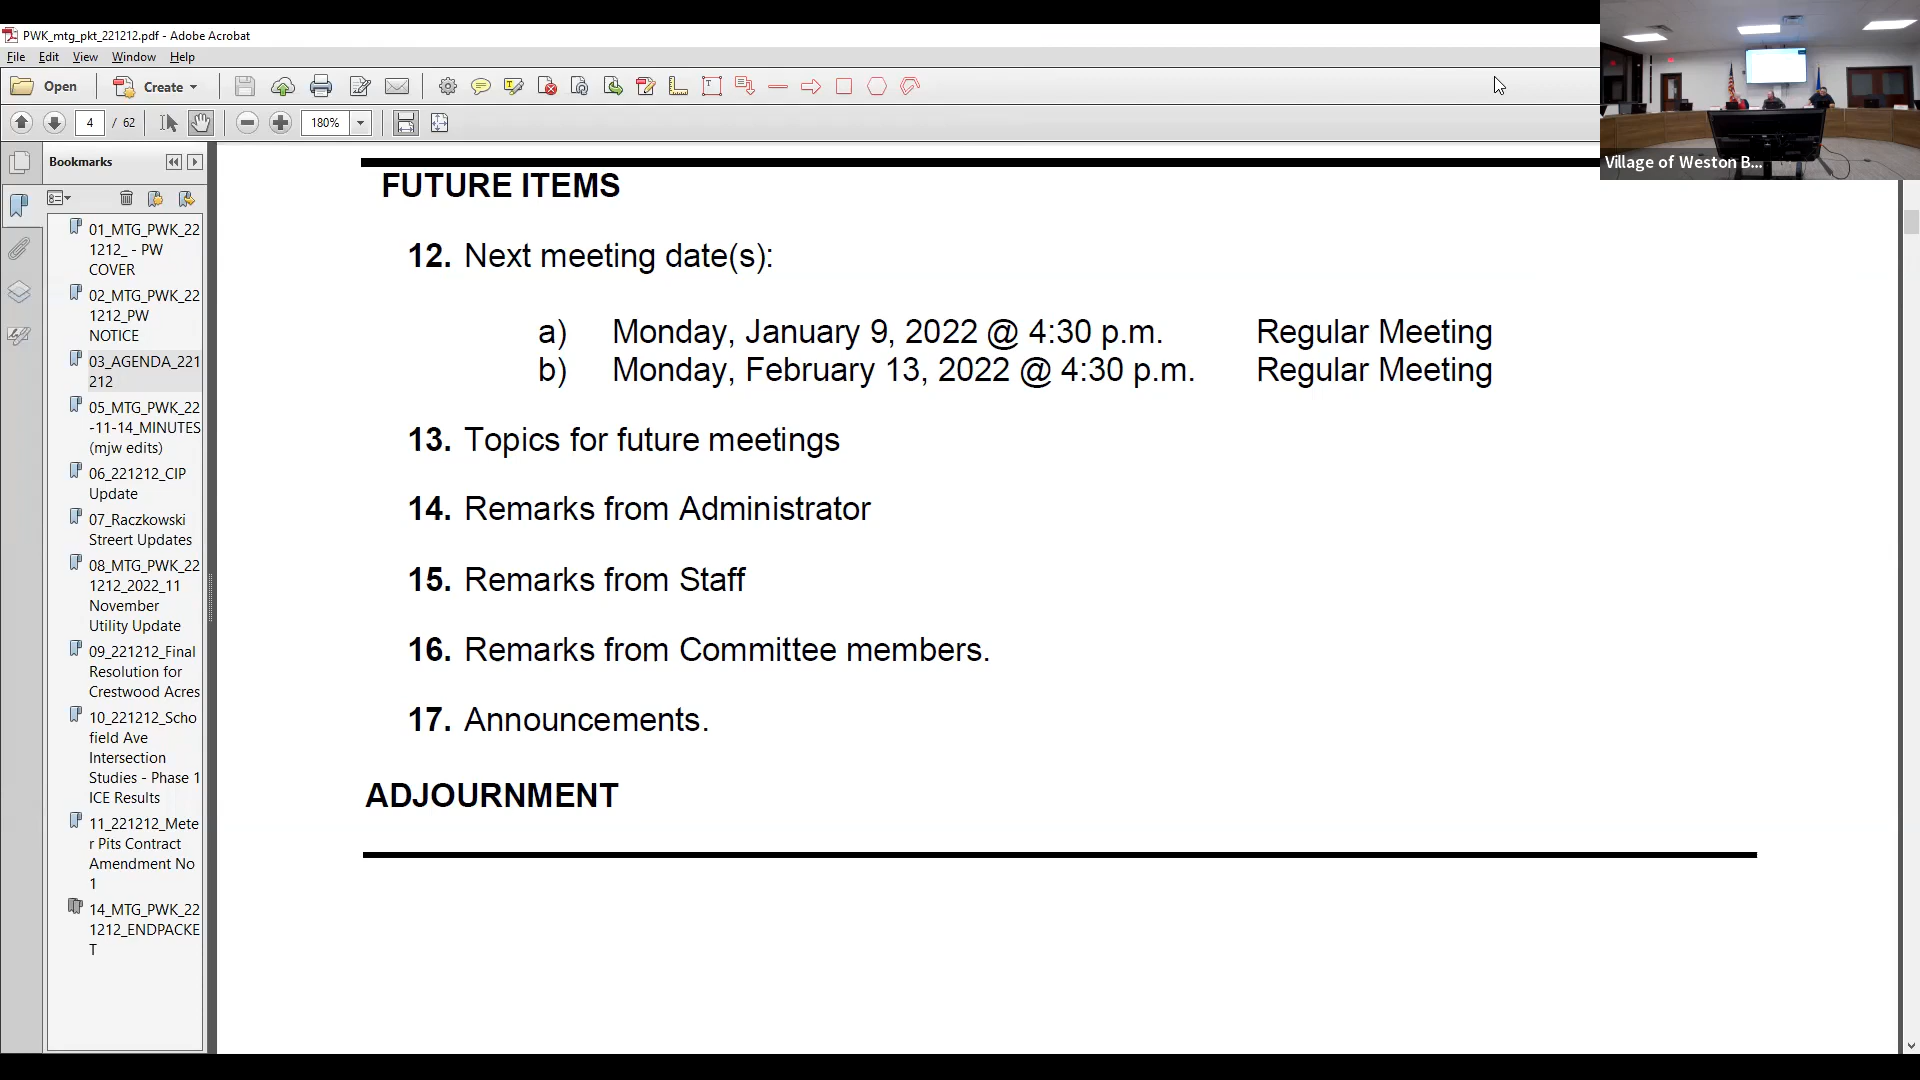 PWK_mtg_pkt_221212.pdf - Adobe Acrobat
File Edit View Window Help
Open Create
4 / 62 180%
Bookmarks
01_MTG_PWK_22
1212_ - PW
COVER
02_MTG_PWK_22
1212_PW
NOTICE
03_AGENDA_221
212
05_MTG_PWK_22
-11-14_MINUTES
(mjw edits)
06_221212_CIP
Update
07_Raczkowski
Streert Updates
08_MTG_PWK_22
1212_2022_11
November
Utility Update
09_221212_Final
Resolution for
Crestwood Acres
10_221212_Scho
field Ave
Intersection
Studies - Phase 1
ICE Results
11_221212_Mete
r Pits Contract
Amendment No
1
14_MTG_PWK_22
1212_ENDPACKE
T
FUTURE ITEMS
12. Next meeting date(s):
a) Monday, January 9, 2022 @ 4:30 p.m. Regular Meeting
b) Monday, February 13, 2022 @ 4:30 p.m. Regular Meeting
13. Topics for future meetings
14. Remarks from Administrator
15. Remarks from Staff
16. Remarks from Committee members.
17. Announcements.
ADJOURNMENT
Village of Weston B...